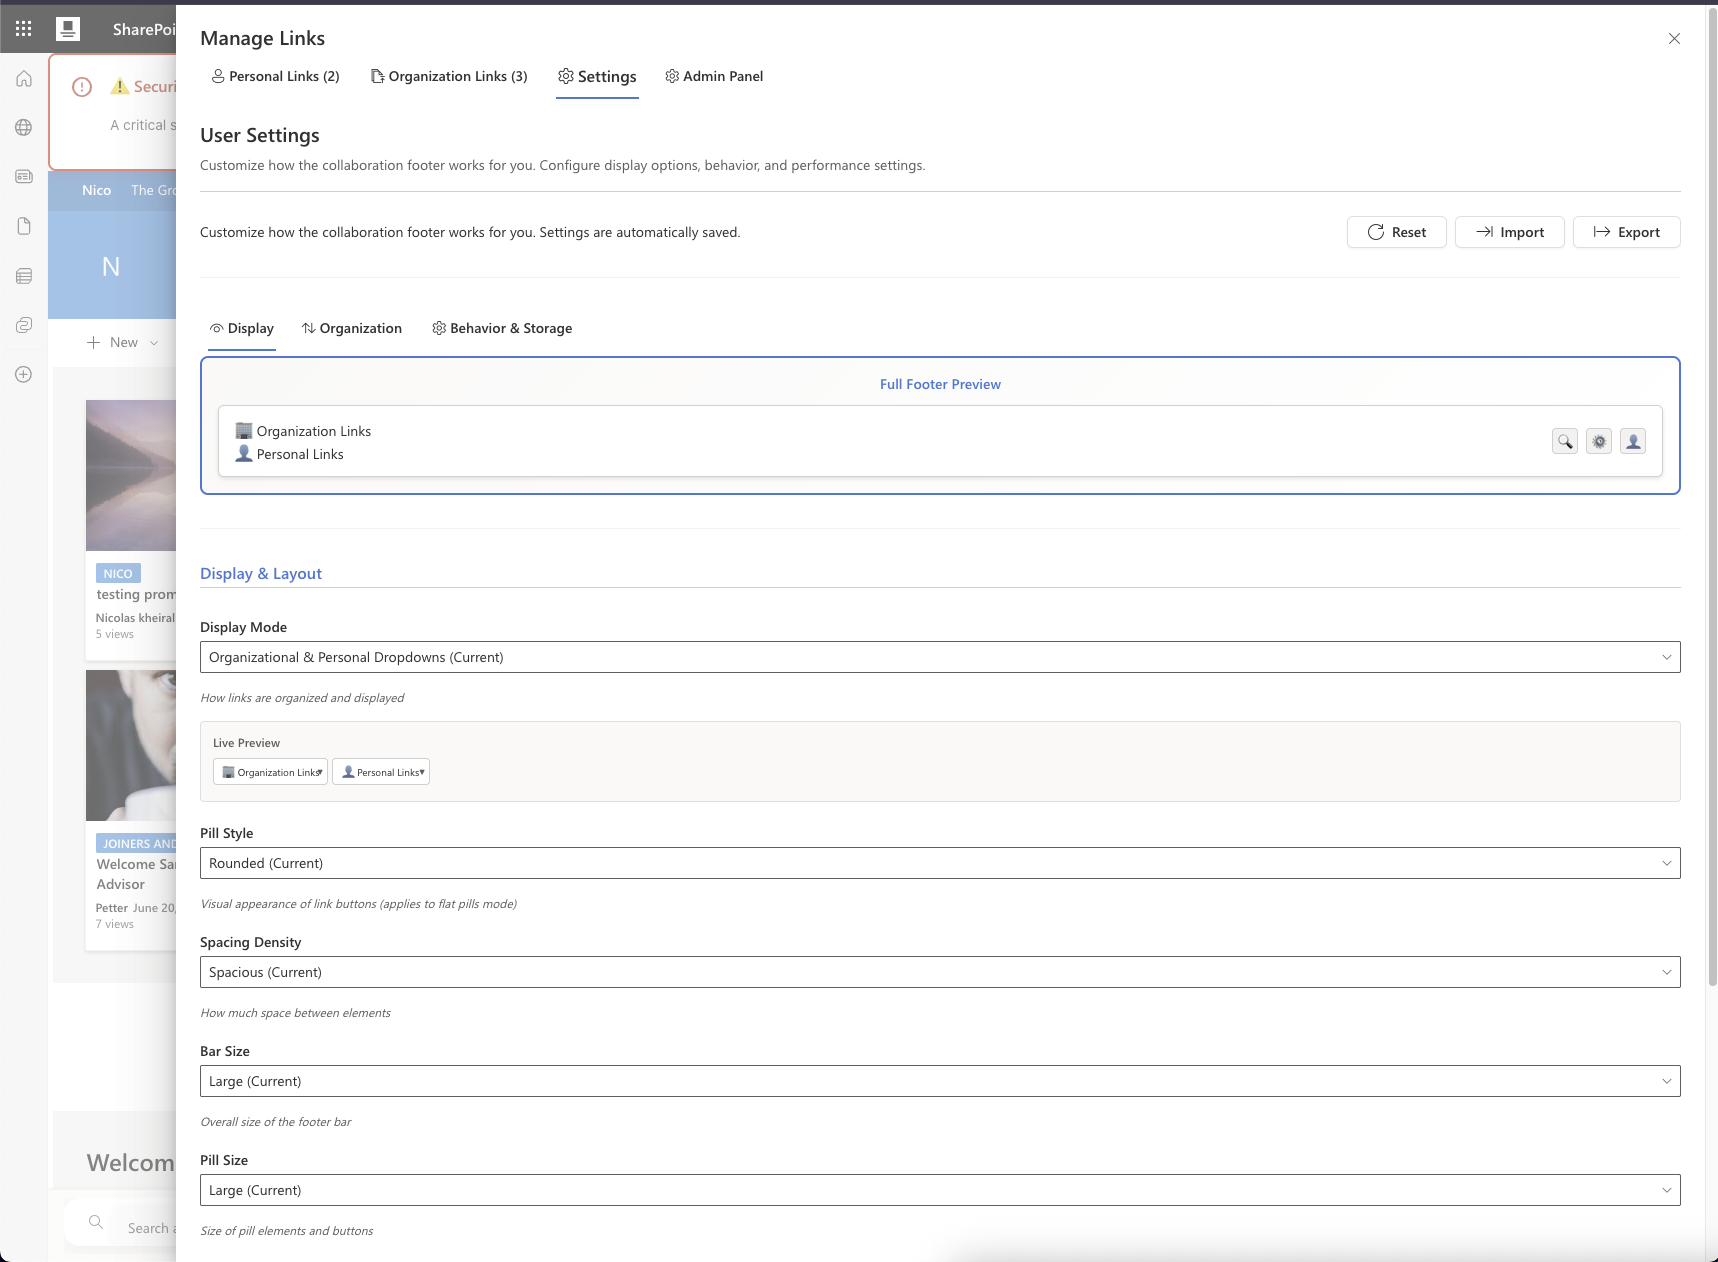 SharePoi
Manage Links
Personal Links (2)
Organization Links (3)
Settings
Admin Panel
Securi
A critical s
User Settings
Customize how the collaboration footer works for you. Configure display options, behavior, and performance settings.
Nico
The Gro
Customize how the collaboration footer works for you. Settings are automatically saved.
Reset
Import
Export
N
Display
Organization
Behavior & Storage
New
Full Footer Preview
Organization Links
Personal Links
Display & Layout
NICO
testing prom
Nicolas kheiral
5 views
Display Mode
Organizational & Personal Dropdowns (Current)
How links are organized and displayed
Live Preview
Organization Links▾
Personal Links▾
Pill Style
Rounded (Current)
Visual appearance of link buttons (applies to flat pills mode)
JOINERS AND
Welcome Sar
Advisor
Petter June 20,
7 views
Spacing Density
Spacious (Current)
How much space between elements
Bar Size
Large (Current)
Overall size of the footer bar
Pill Size
Large (Current)
Size of pill elements and buttons
Welcom
Search a